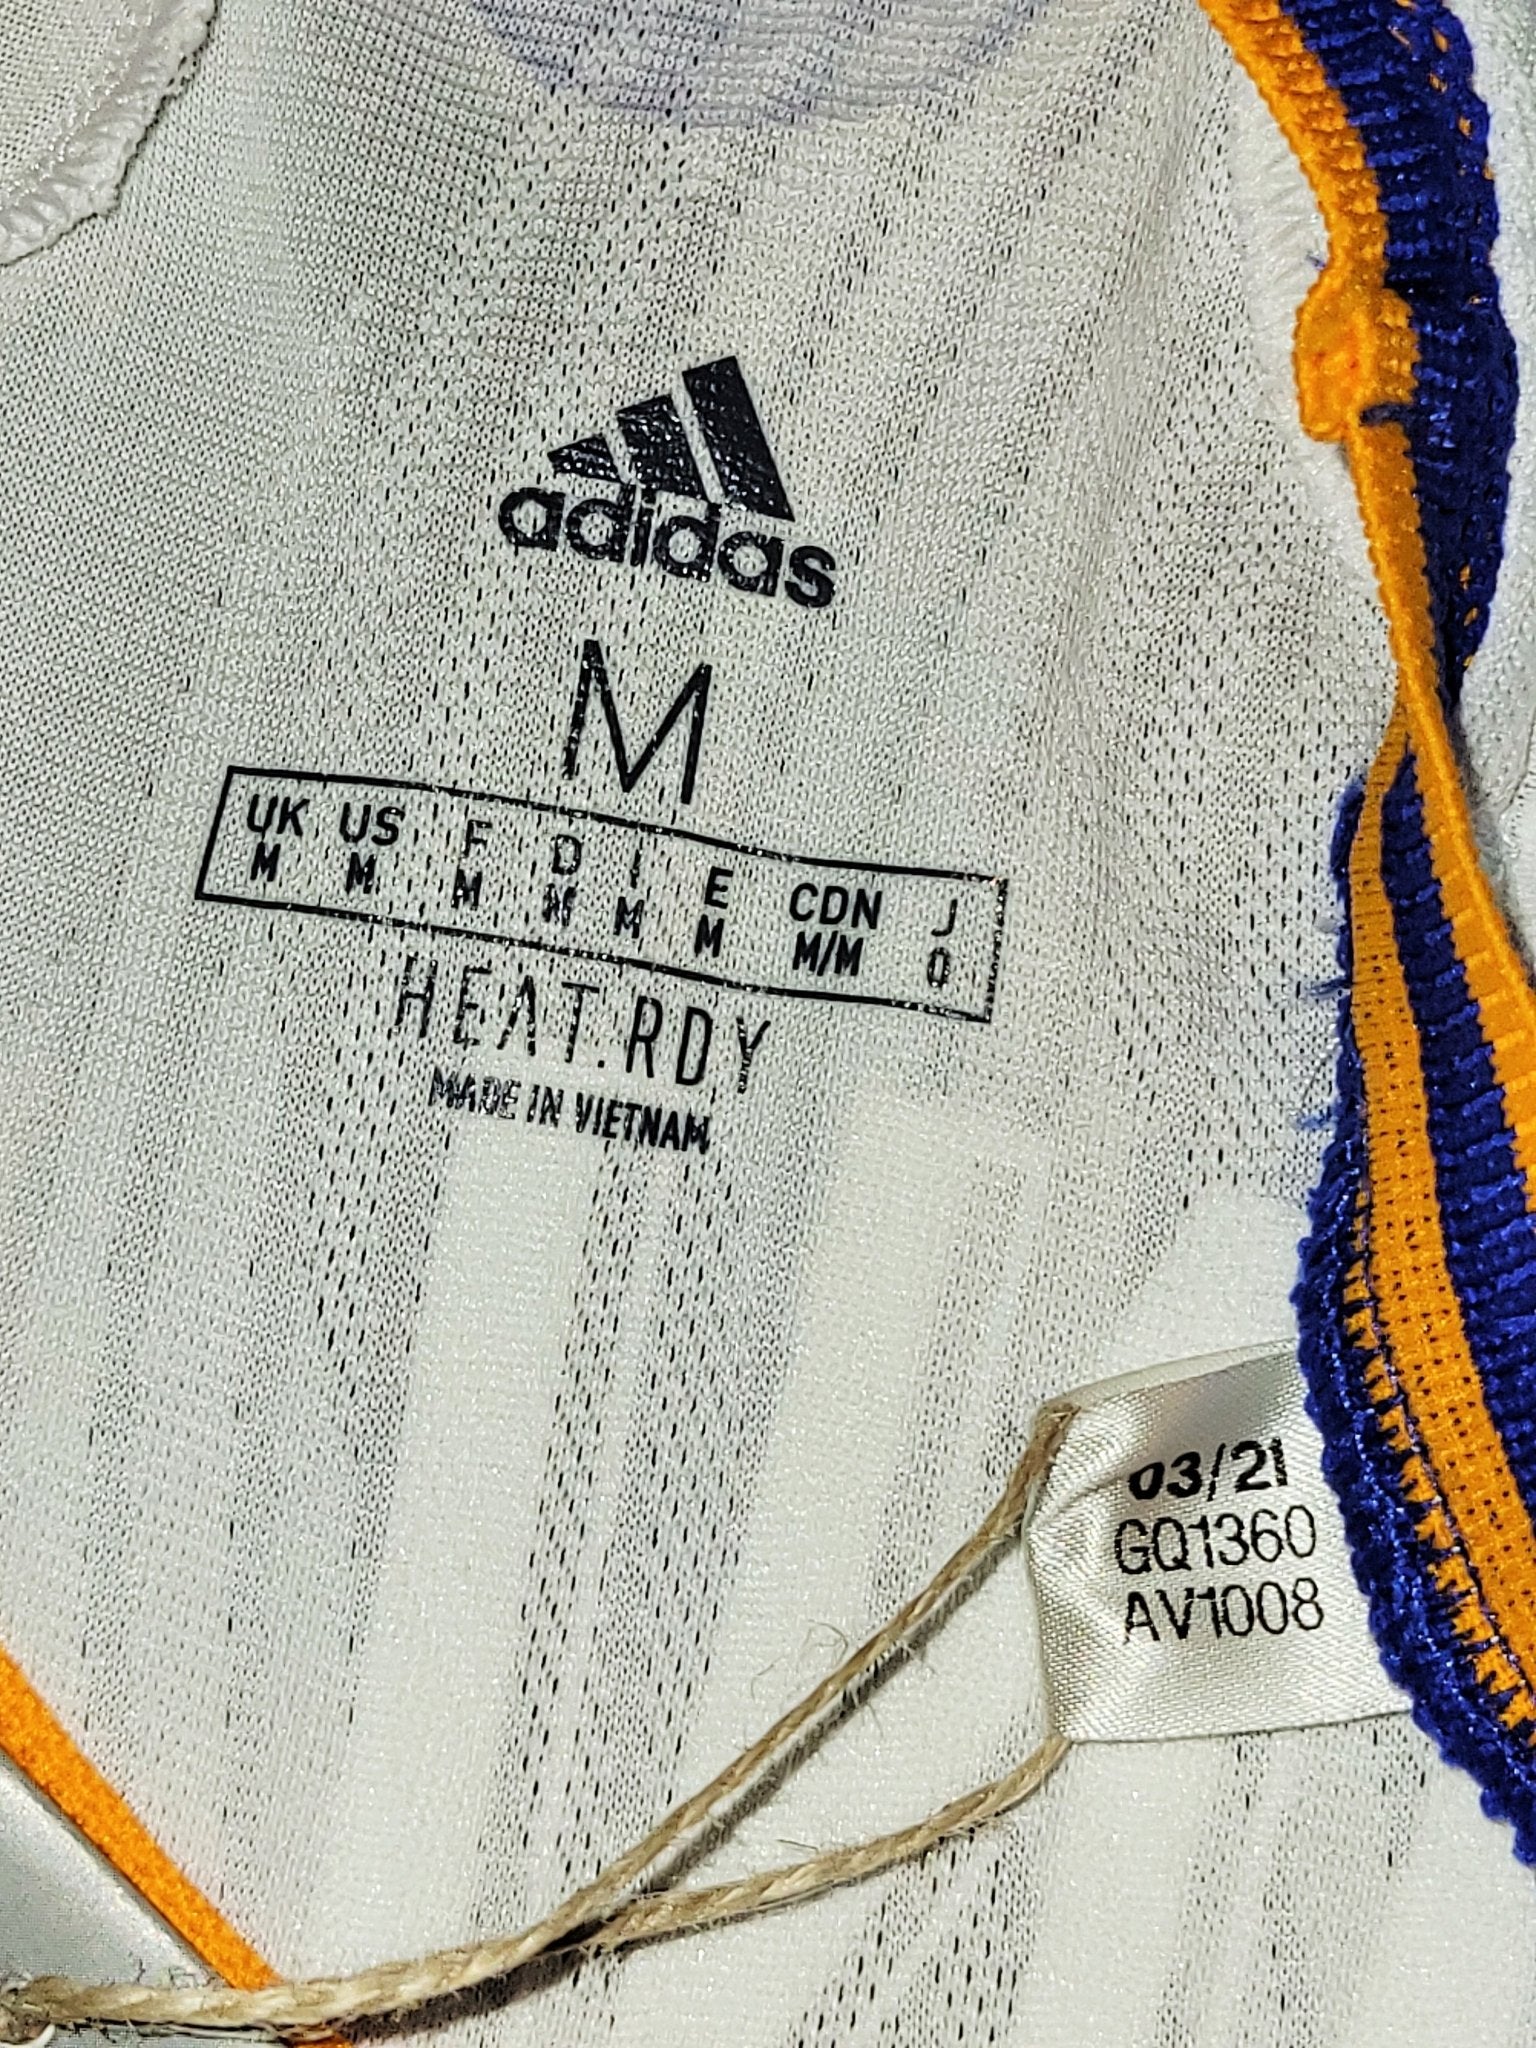 adidas
M
UK US F D I E CDN J
M M M M M M M/M O
HEAT.RDY
MADE IN VIETNAM
03/21
GQ1360
AV1008